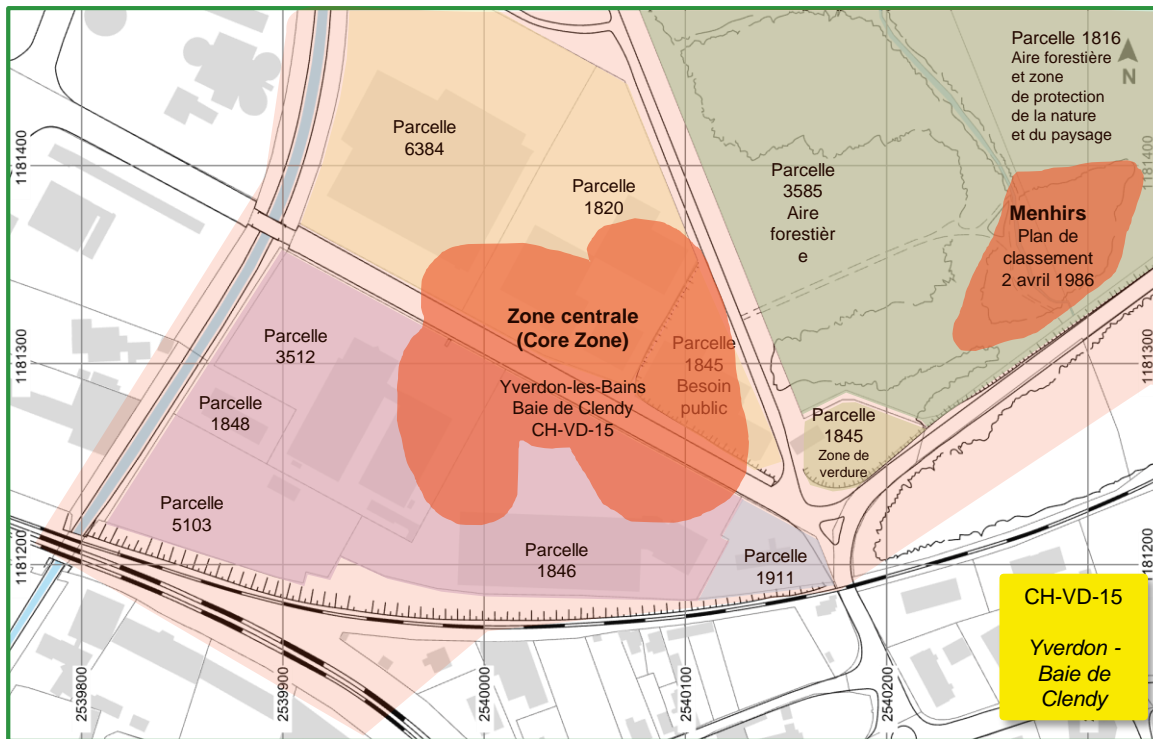 Parcelle 1816
Aire forestière
et zone
de protection
de la nature
et du paysage
N
Parcelle
6384
1181400
1181400
Parcelle
1820
Parcelle
3585
Aire
forestièr
e
Menhirs
Plan de
classement
2 avril 1986
Zone centrale
(Core Zone)
Parcelle
3512
Parcelle
1845
Besoin
public
1181300
1181300
Yverdon-les-Bains
Baie de Clendy
CH-VD-15
Parcelle
1848
Parcelle
1845
Zone de
verdure
Parcelle
5103
Parcelle
1846
Parcelle
1911
1181200
1181200
CH-VD-15
Yverdon -
Baie de
Clendy
2539800
2539900
2540000
2540100
2540200